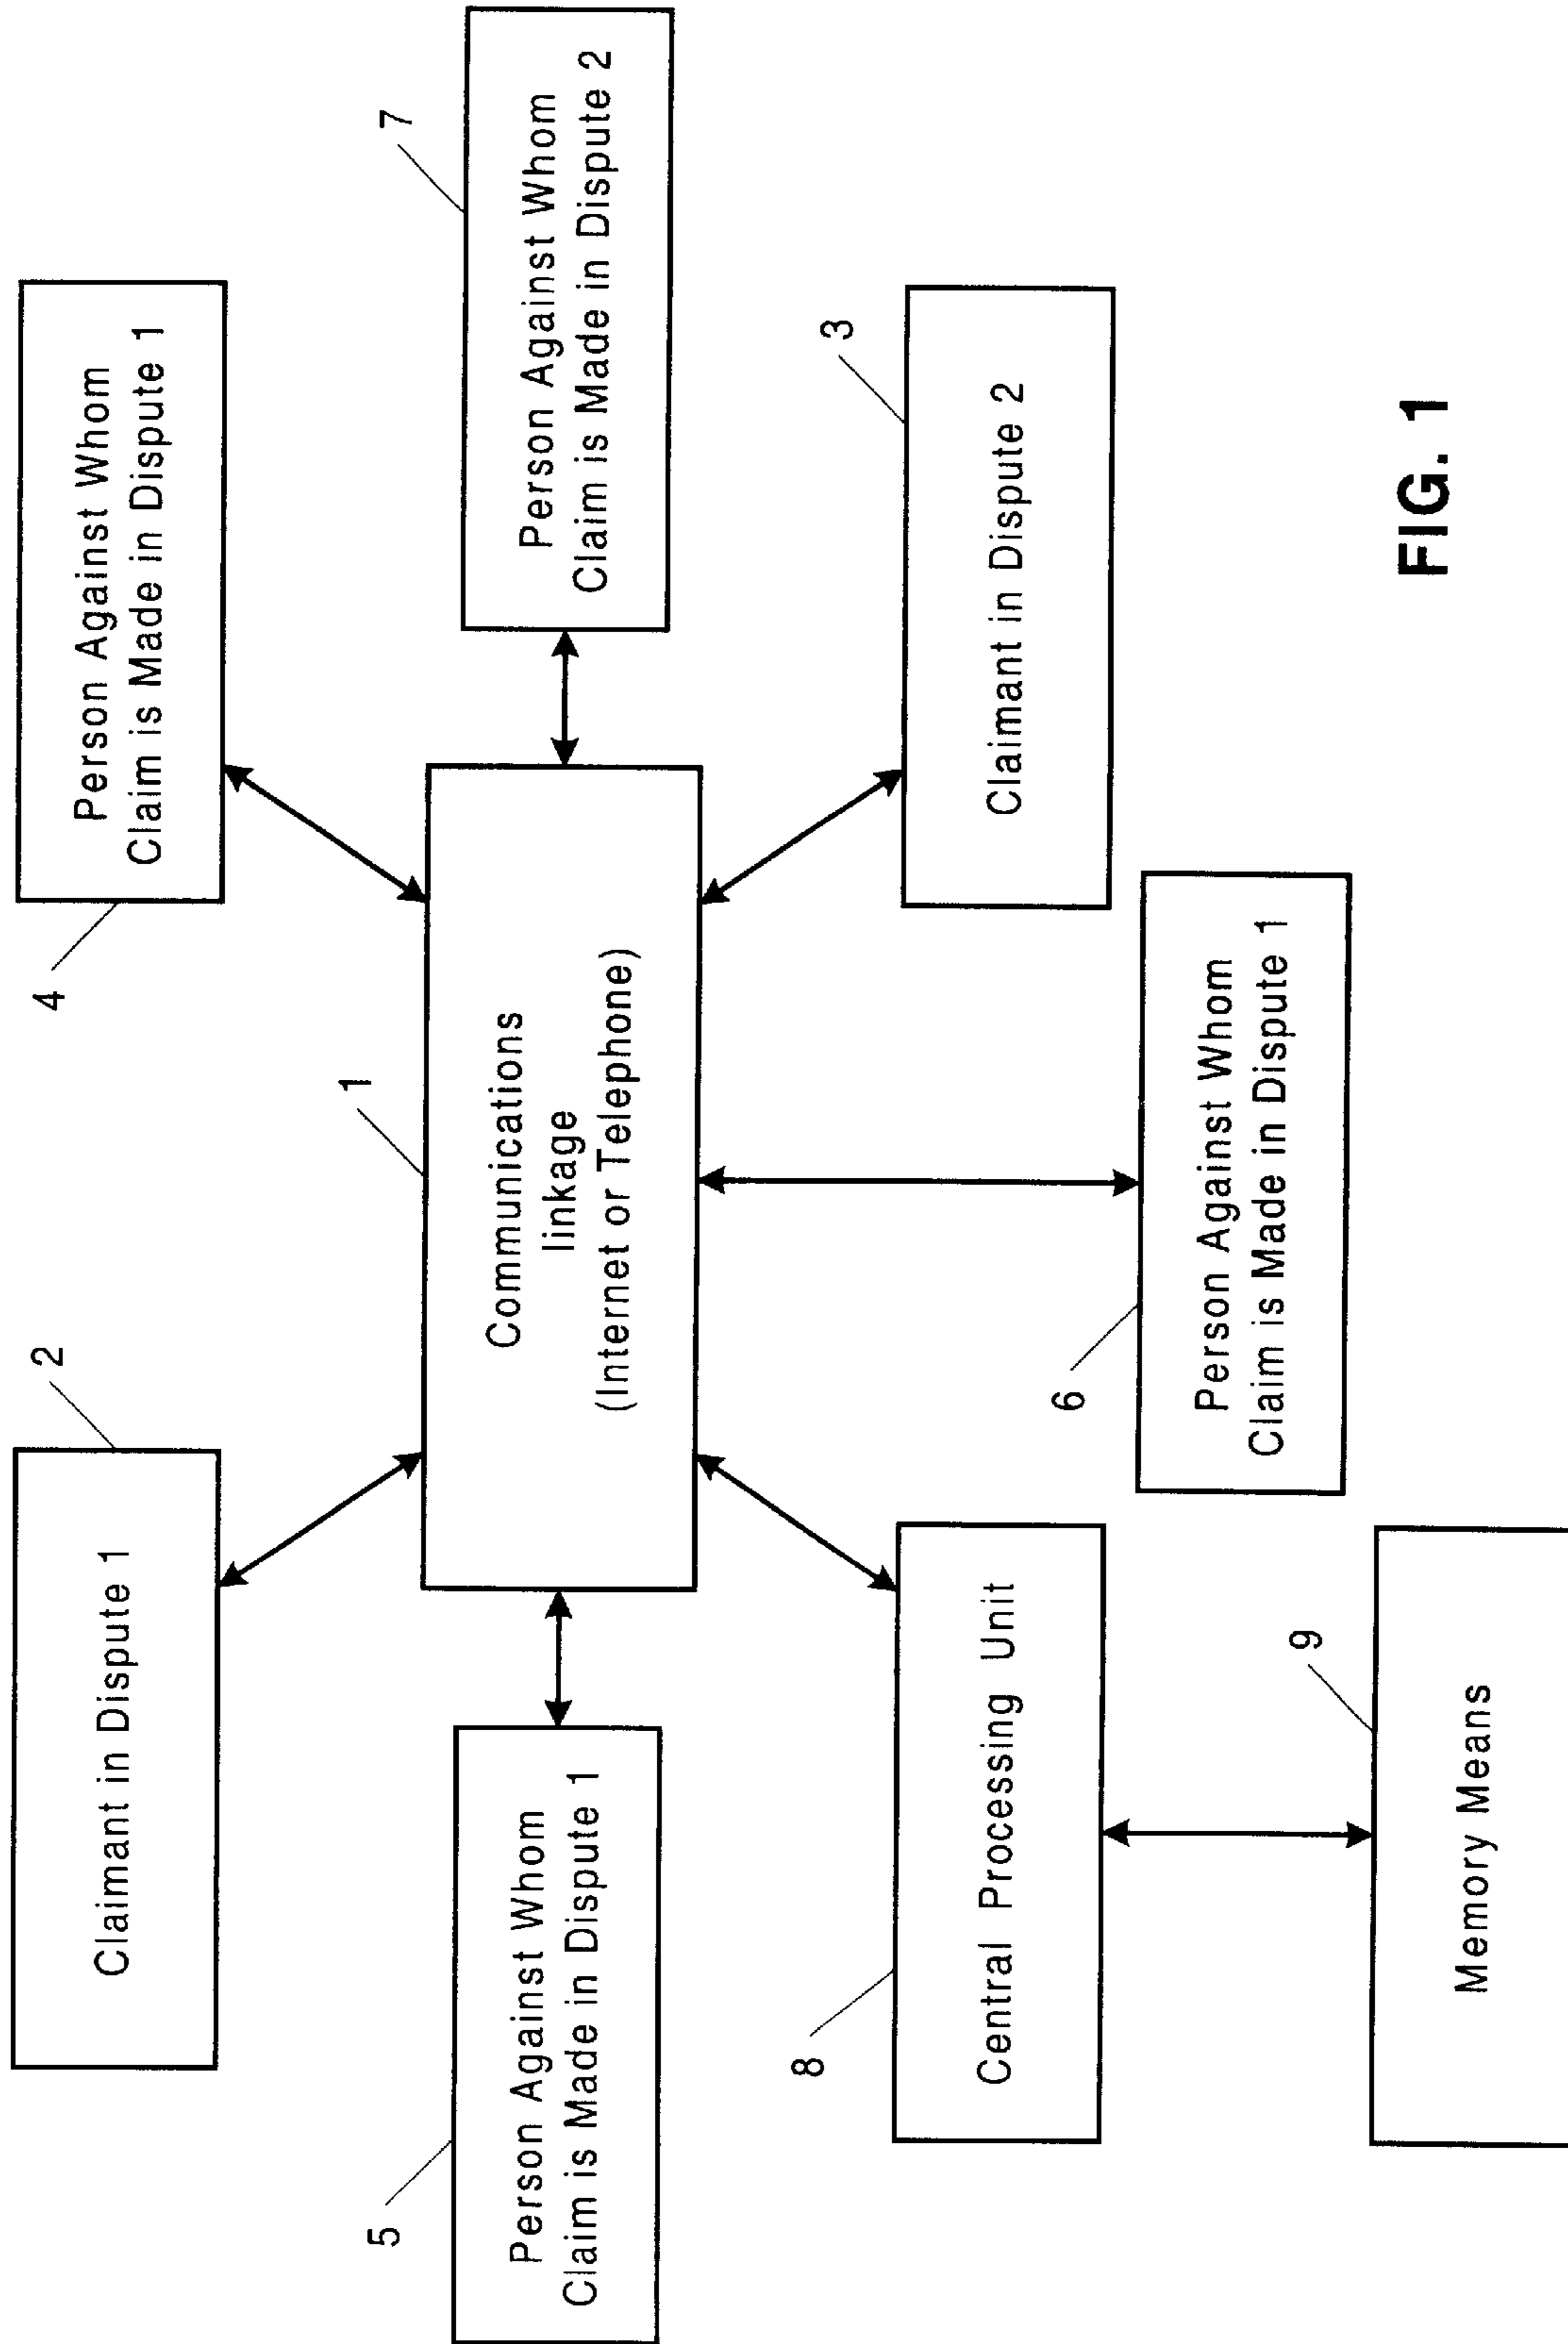 2
Claimant in Dispute 1
4
Person Against Whom
Claim is Made in Dispute 1
5
Person Against Whom
Claim is Made in Dispute 1
1
Communications
linkage
(Internet or Telephone)
7
Person Against Whom
Claim is Made in Dispute 2
8
Central Processing Unit
3
Claimant in Dispute 2
6
Person Against Whom
Claim is Made in Dispute 1
9
Memory Means
FIG. 1